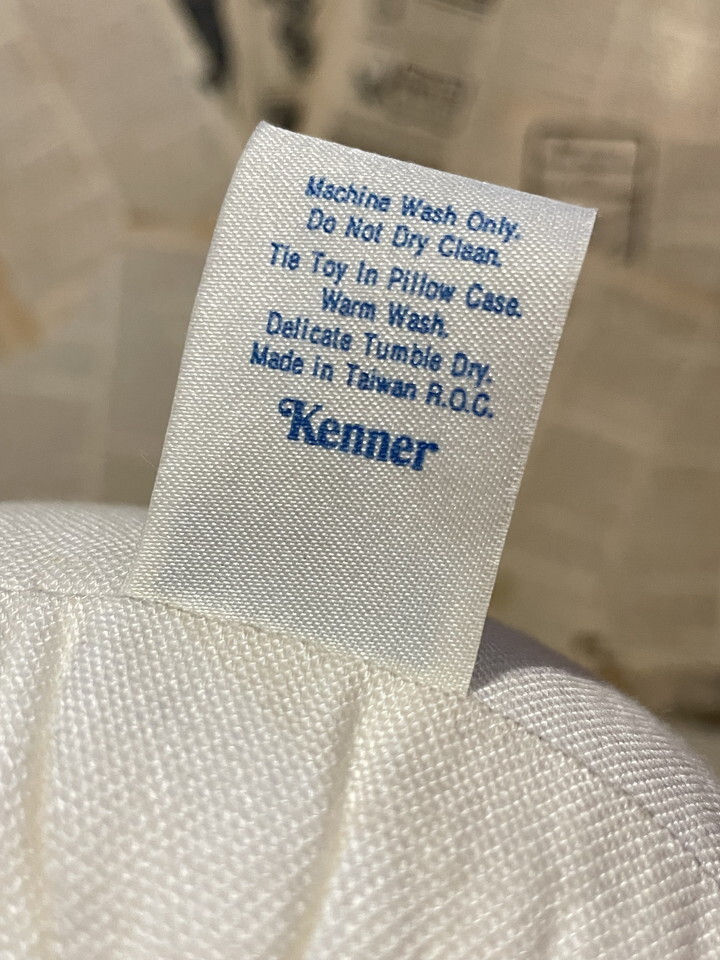 Machine Wash Only.
Do Not Dry Clean.
Tie Toy In Pillow Case.
Warm Wash.
Delicate Tumble Dry.
Made in Taiwan R.O.C.
Kenner